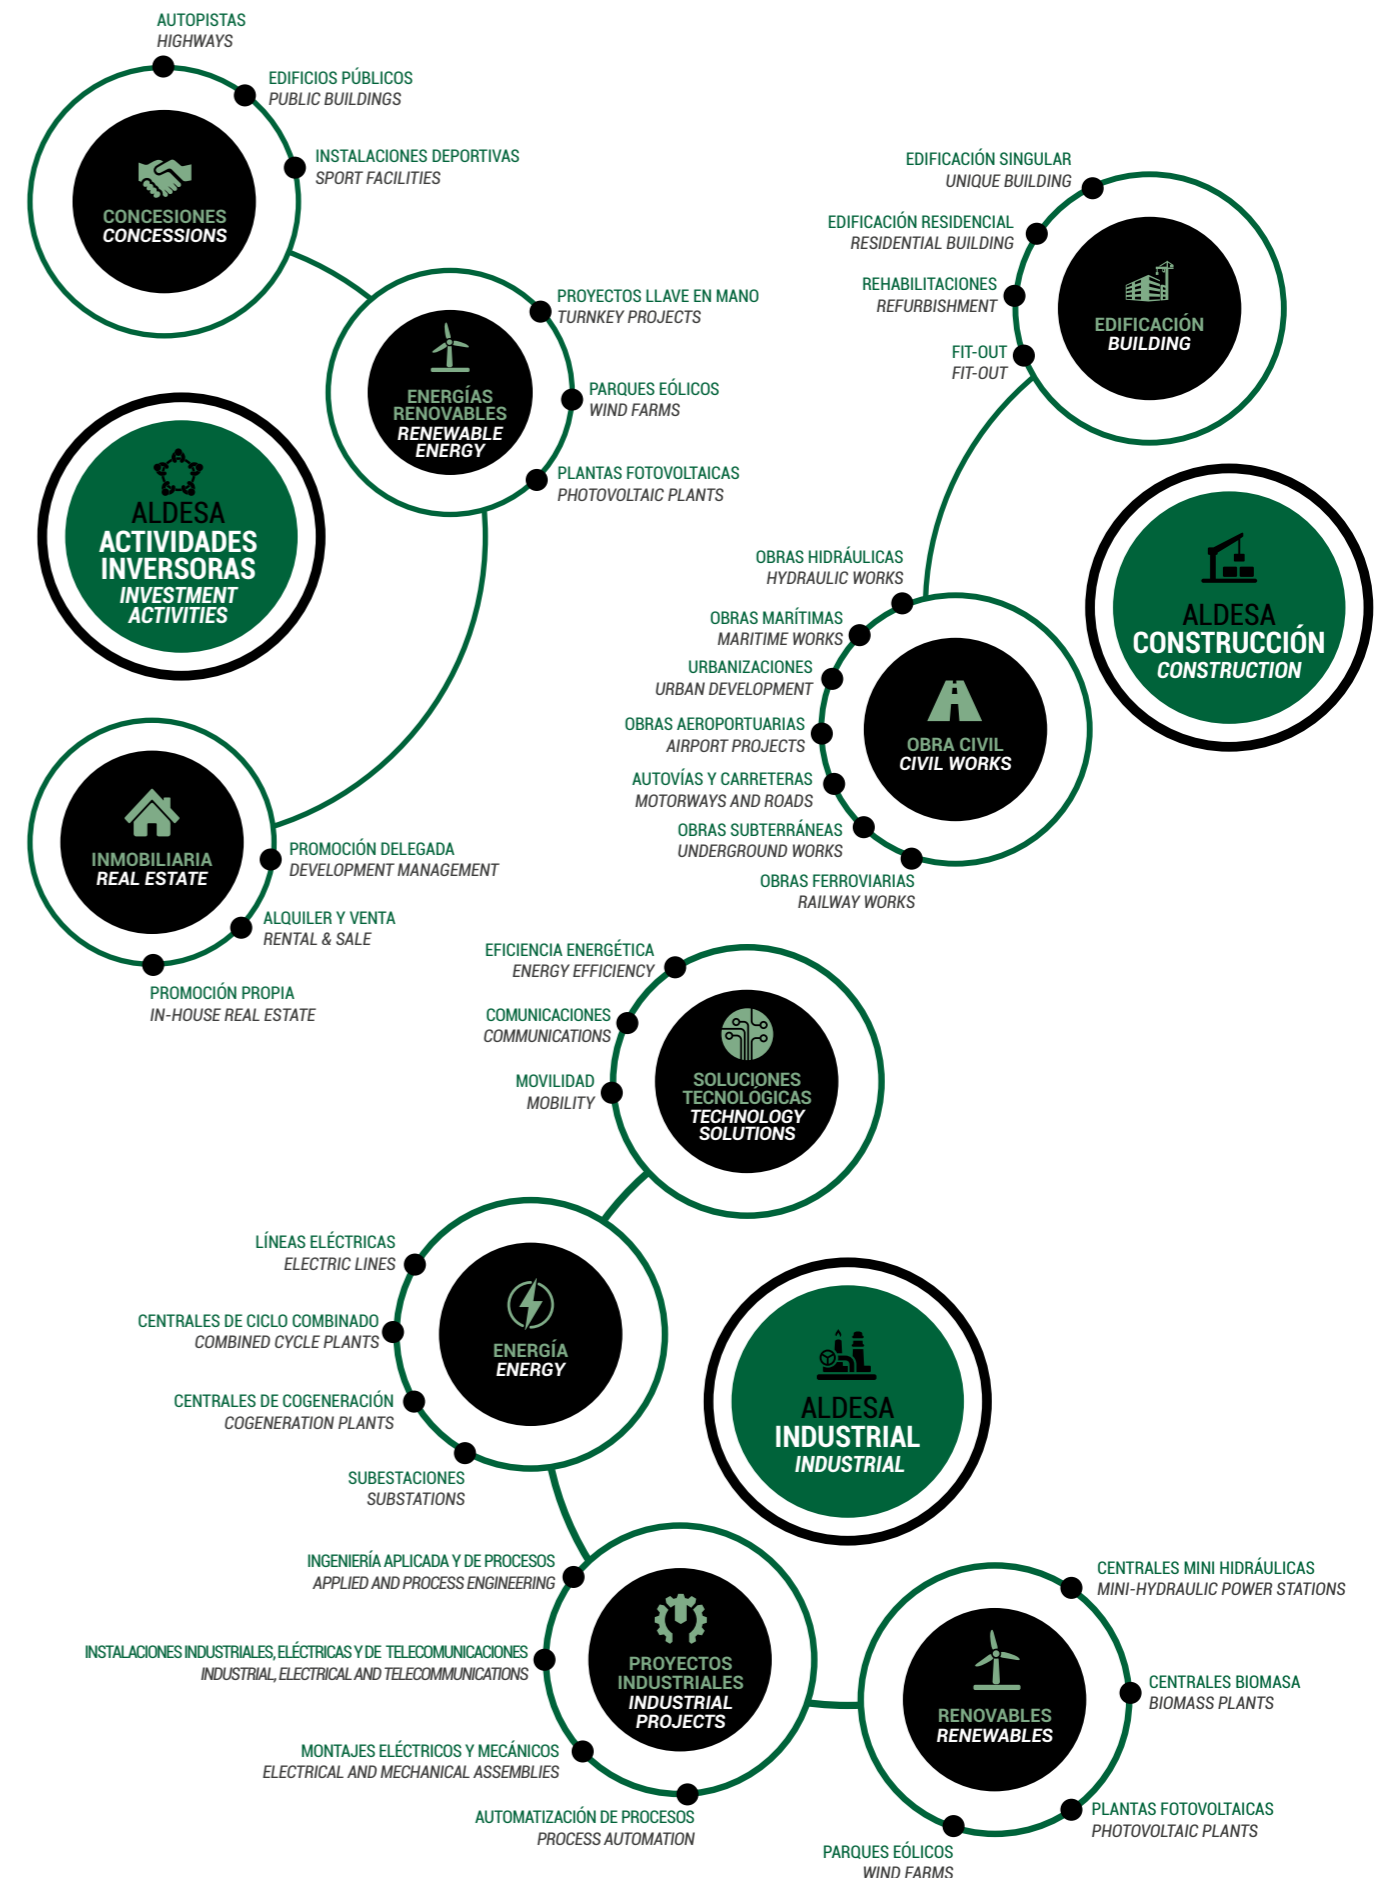 AUTOPISTAS
HIGHWAYS
EDIFICIOS PÚBLICOS
PUBLIC BUILDINGS
INSTALACIONES DEPORTIVAS
SPORT FACILITIES
CONCESIONES
CONCESSIONS
PROYECTOS LLAVE EN MANO
TURNKEY PROJECTS
PARQUES EÓLICOS
WIND FARMS
PLANTAS FOTOVOLTAICAS
PHOTOVOLTAIC PLANTS
ENERGÍAS
RENOVABLES
RENEWABLE
ENERGY
ALDESA
ACTIVIDADES
INVERSORAS
INVESTMENT
ACTIVITIES
INMOBILIARIA
REAL ESTATE
PROMOCIÓN DELEGADA
DEVELOPMENT MANAGEMENT
ALQUILER Y VENTA
RENTAL & SALE
PROMOCIÓN PROPIA
IN-HOUSE REAL ESTATE
EDIFICACIÓN SINGULAR
UNIQUE BUILDING
EDIFICACIÓN RESIDENCIAL
RESIDENTIAL BUILDING
REHABILITACIONES
REFURBISHMENT
FIT-OUT
FIT-OUT
EDIFICACIÓN
BUILDING
ALDESA
CONSTRUCCIÓN
CONSTRUCTION
OBRAS HIDRÁULICAS
HYDRAULIC WORKS
OBRAS MARÍTIMAS
MARITIME WORKS
URBANIZACIONES
URBAN DEVELOPMENT
OBRAS AEROPORTUARIAS
AIRPORT PROJECTS
AUTOVÍAS Y CARRETERAS
MOTORWAYS AND ROADS
OBRAS SUBTERRÁNEAS
UNDERGROUND WORKS
OBRAS FERROVIARIAS
RAILWAY WORKS
OBRA CIVIL
CIVIL WORKS
EFICIENCIA ENERGÉTICA
ENERGY EFFICIENCY
COMUNICACIONES
COMMUNICATIONS
MOVILIDAD
MOBILITY
SOLUCIONES
TECNOLÓGICAS
TECHNOLOGY
SOLUTIONS
LÍNEAS ELÉCTRICAS
ELECTRIC LINES
CENTRALES DE CICLO COMBINADO
COMBINED CYCLE PLANTS
CENTRALES DE COGENERACIÓN
COGENERATION PLANTS
SUBESTACIONES
SUBSTATIONS
ENERGÍA
ENERGY
ALDESA
INDUSTRIAL
INDUSTRIAL
INGENIERÍA APLICADA Y DE PROCESOS
APPLIED AND PROCESS ENGINEERING
INSTALACIONES INDUSTRIALES, ELÉCTRICAS Y DE TELECOMUNICACIONES
INDUSTRIAL, ELECTRICAL AND TELECOMMUNICATIONS
MONTAJES ELÉCTRICOS Y MECÁNICOS
ELECTRICAL AND MECHANICAL ASSEMBLIES
AUTOMATIZACIÓN DE PROCESOS
PROCESS AUTOMATION
PROYECTOS
INDUSTRIALES
INDUSTRIAL
PROJECTS
CENTRALES MINI HIDRÁULICAS
MINI-HYDRAULIC POWER STATIONS
CENTRALES BIOMASA
BIOMASS PLANTS
PLANTAS FOTOVOLTAICAS
PHOTOVOLTAIC PLANTS
PARQUES EÓLICOS
WIND FARMS
RENOVABLES
RENEWABLES